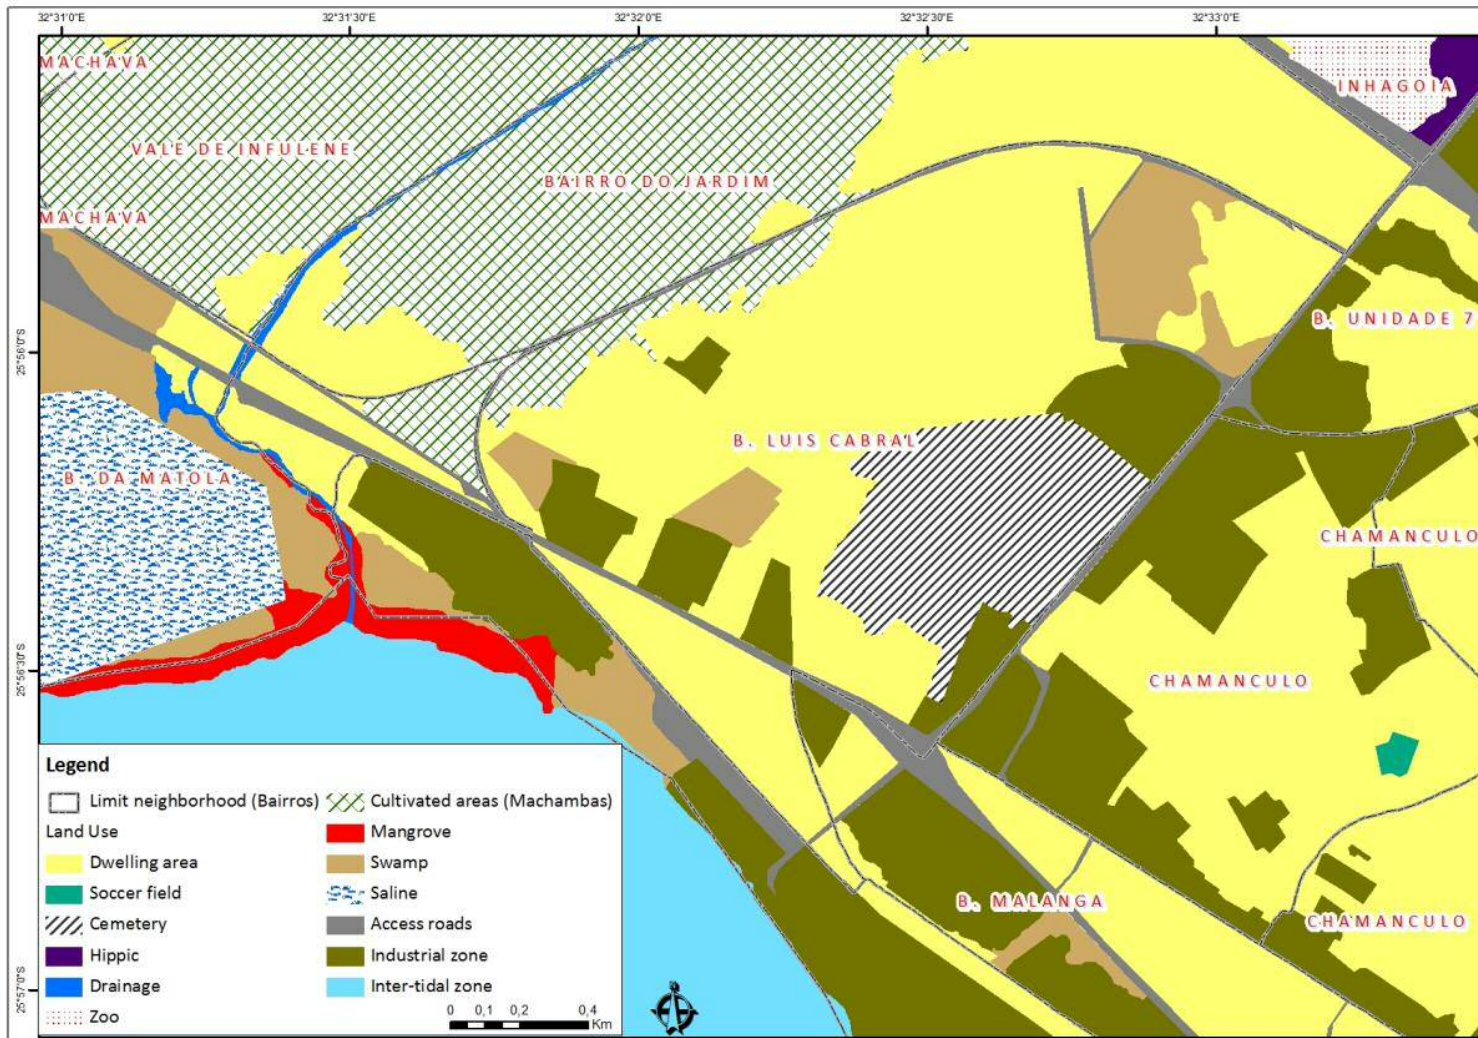 32°31'0"E
32°31'30"E
32°32'0"E
32°32'30"E
32°33'0"E
MACHAVA
INHAGOIA
VALE DE INFULENE
BAIRRO DO JARDIM
MACHAVA
B. UNIDADE 7
25°56'0"S
B. LUIS CABRAL
B. DA MATOLA
CHAMANCULO
25°56'30"S
CHAMANCULO
B. MALANGA
CHAMANCULO
25°57'0"S
Legend
Limit neighborhood (Bairros)
Land Use
Dwelling area
Soccer field
Cemetery
Hippic
Drainage
Zoo
Cultivated areas (Machambas)
Mangrove
Swamp
Saline
Access roads
Industrial zone
Inter-tidal zone
0 0,1 0,2 0,4
Km